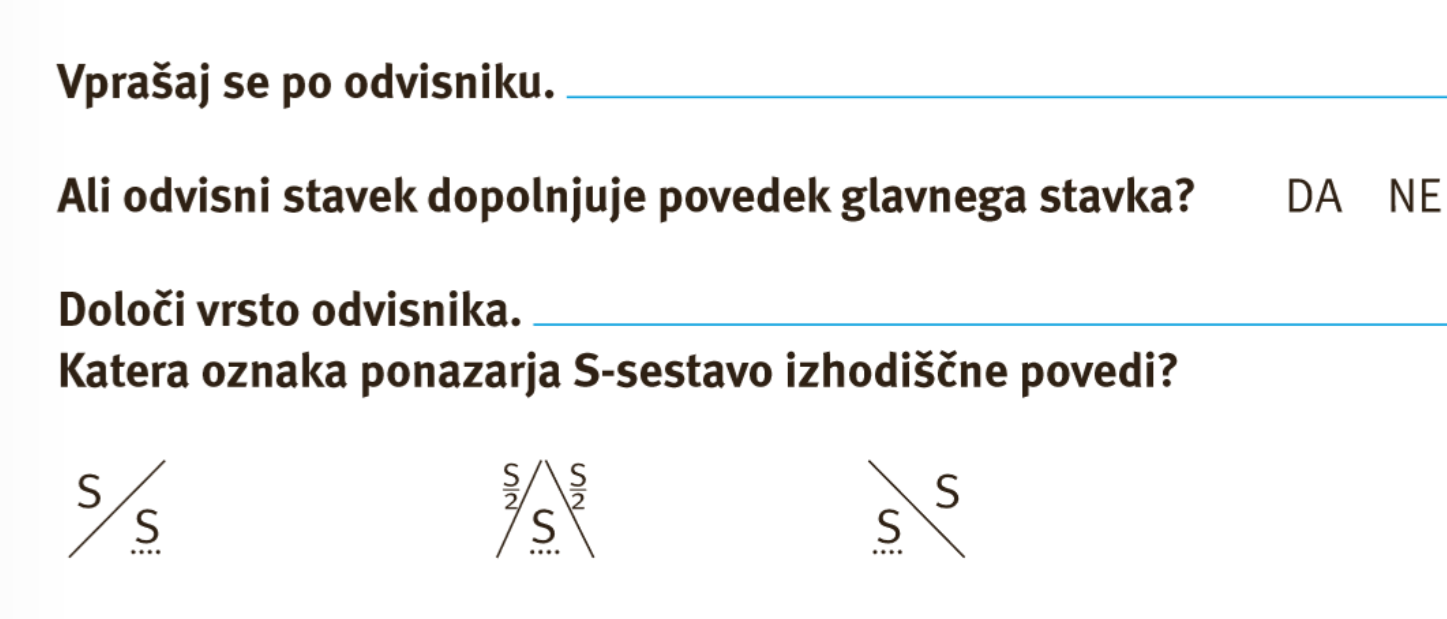 Vprašaj se po odvisniku.
Ali odvisni stavek dopolnjuje povedek glavnega stavka? DA NE
Določi vrsto odvisnika.
Katera oznaka ponazarja S-sestavo izhodiščne povedi?
S/S S/2/S\S/2 S\S